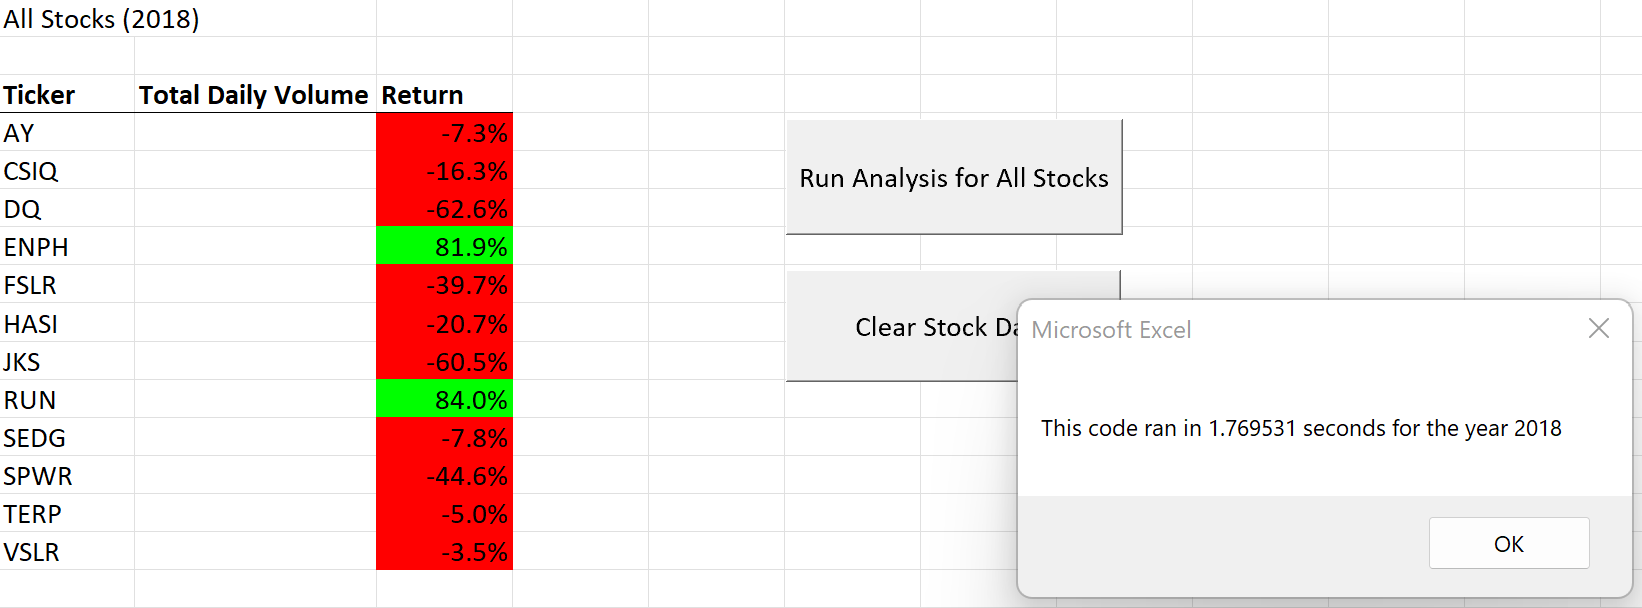 All Stocks (2018)
Ticker Total Daily Volume Return
AY -7.3%
CSIQ -16.3%
DQ -62.6%
ENPH 81.9%
FSLR -39.7%
HASI -20.7%
JKS -60.5%
RUN 84.0%
SEDG -7.8%
SPWR -44.6%
TERP -5.0%
VSLR -3.5%
Run Analysis for All Stocks
Clear Stock Da
Microsoft Excel
This code ran in 1.769531 seconds for the year 2018
OK